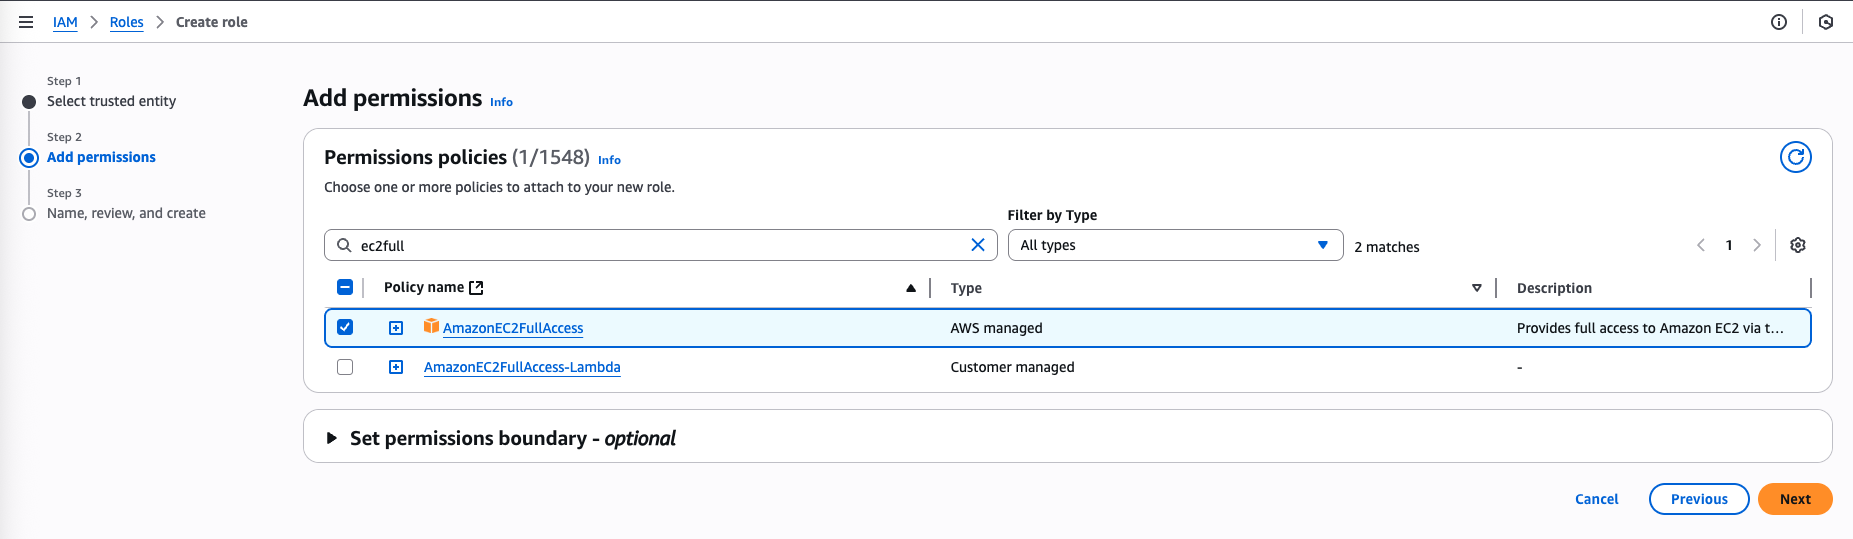 IAM > Roles > Create role
Step 1
Select trusted entity
Step 2
Add permissions
Step 3
Name, review, and create
Add permissions Info
Permissions policies (1/1548) Info
Choose one or more policies to attach to your new role.
Filter by Type
ec2full
All types
2 matches
1
Policy name
Type
Description
AmazonEC2FullAccess
AWS managed
Provides full access to Amazon EC2 via t...
AmazonEC2FullAccess-Lambda
Customer managed
-
Set permissions boundary - optional
Cancel
Previous
Next